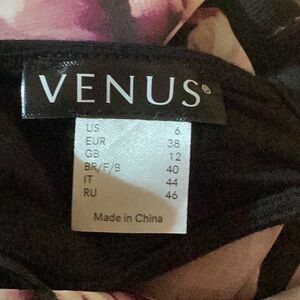 VENUS®
US 6
EUR 38
GB 12
BR/F/B 40
IT 44
RU 46
Made in China